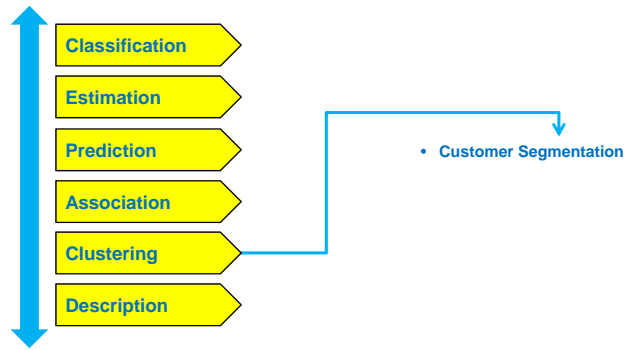 Classification
Estimation
Prediction
• Customer Segmentation
Association
Clustering
Description